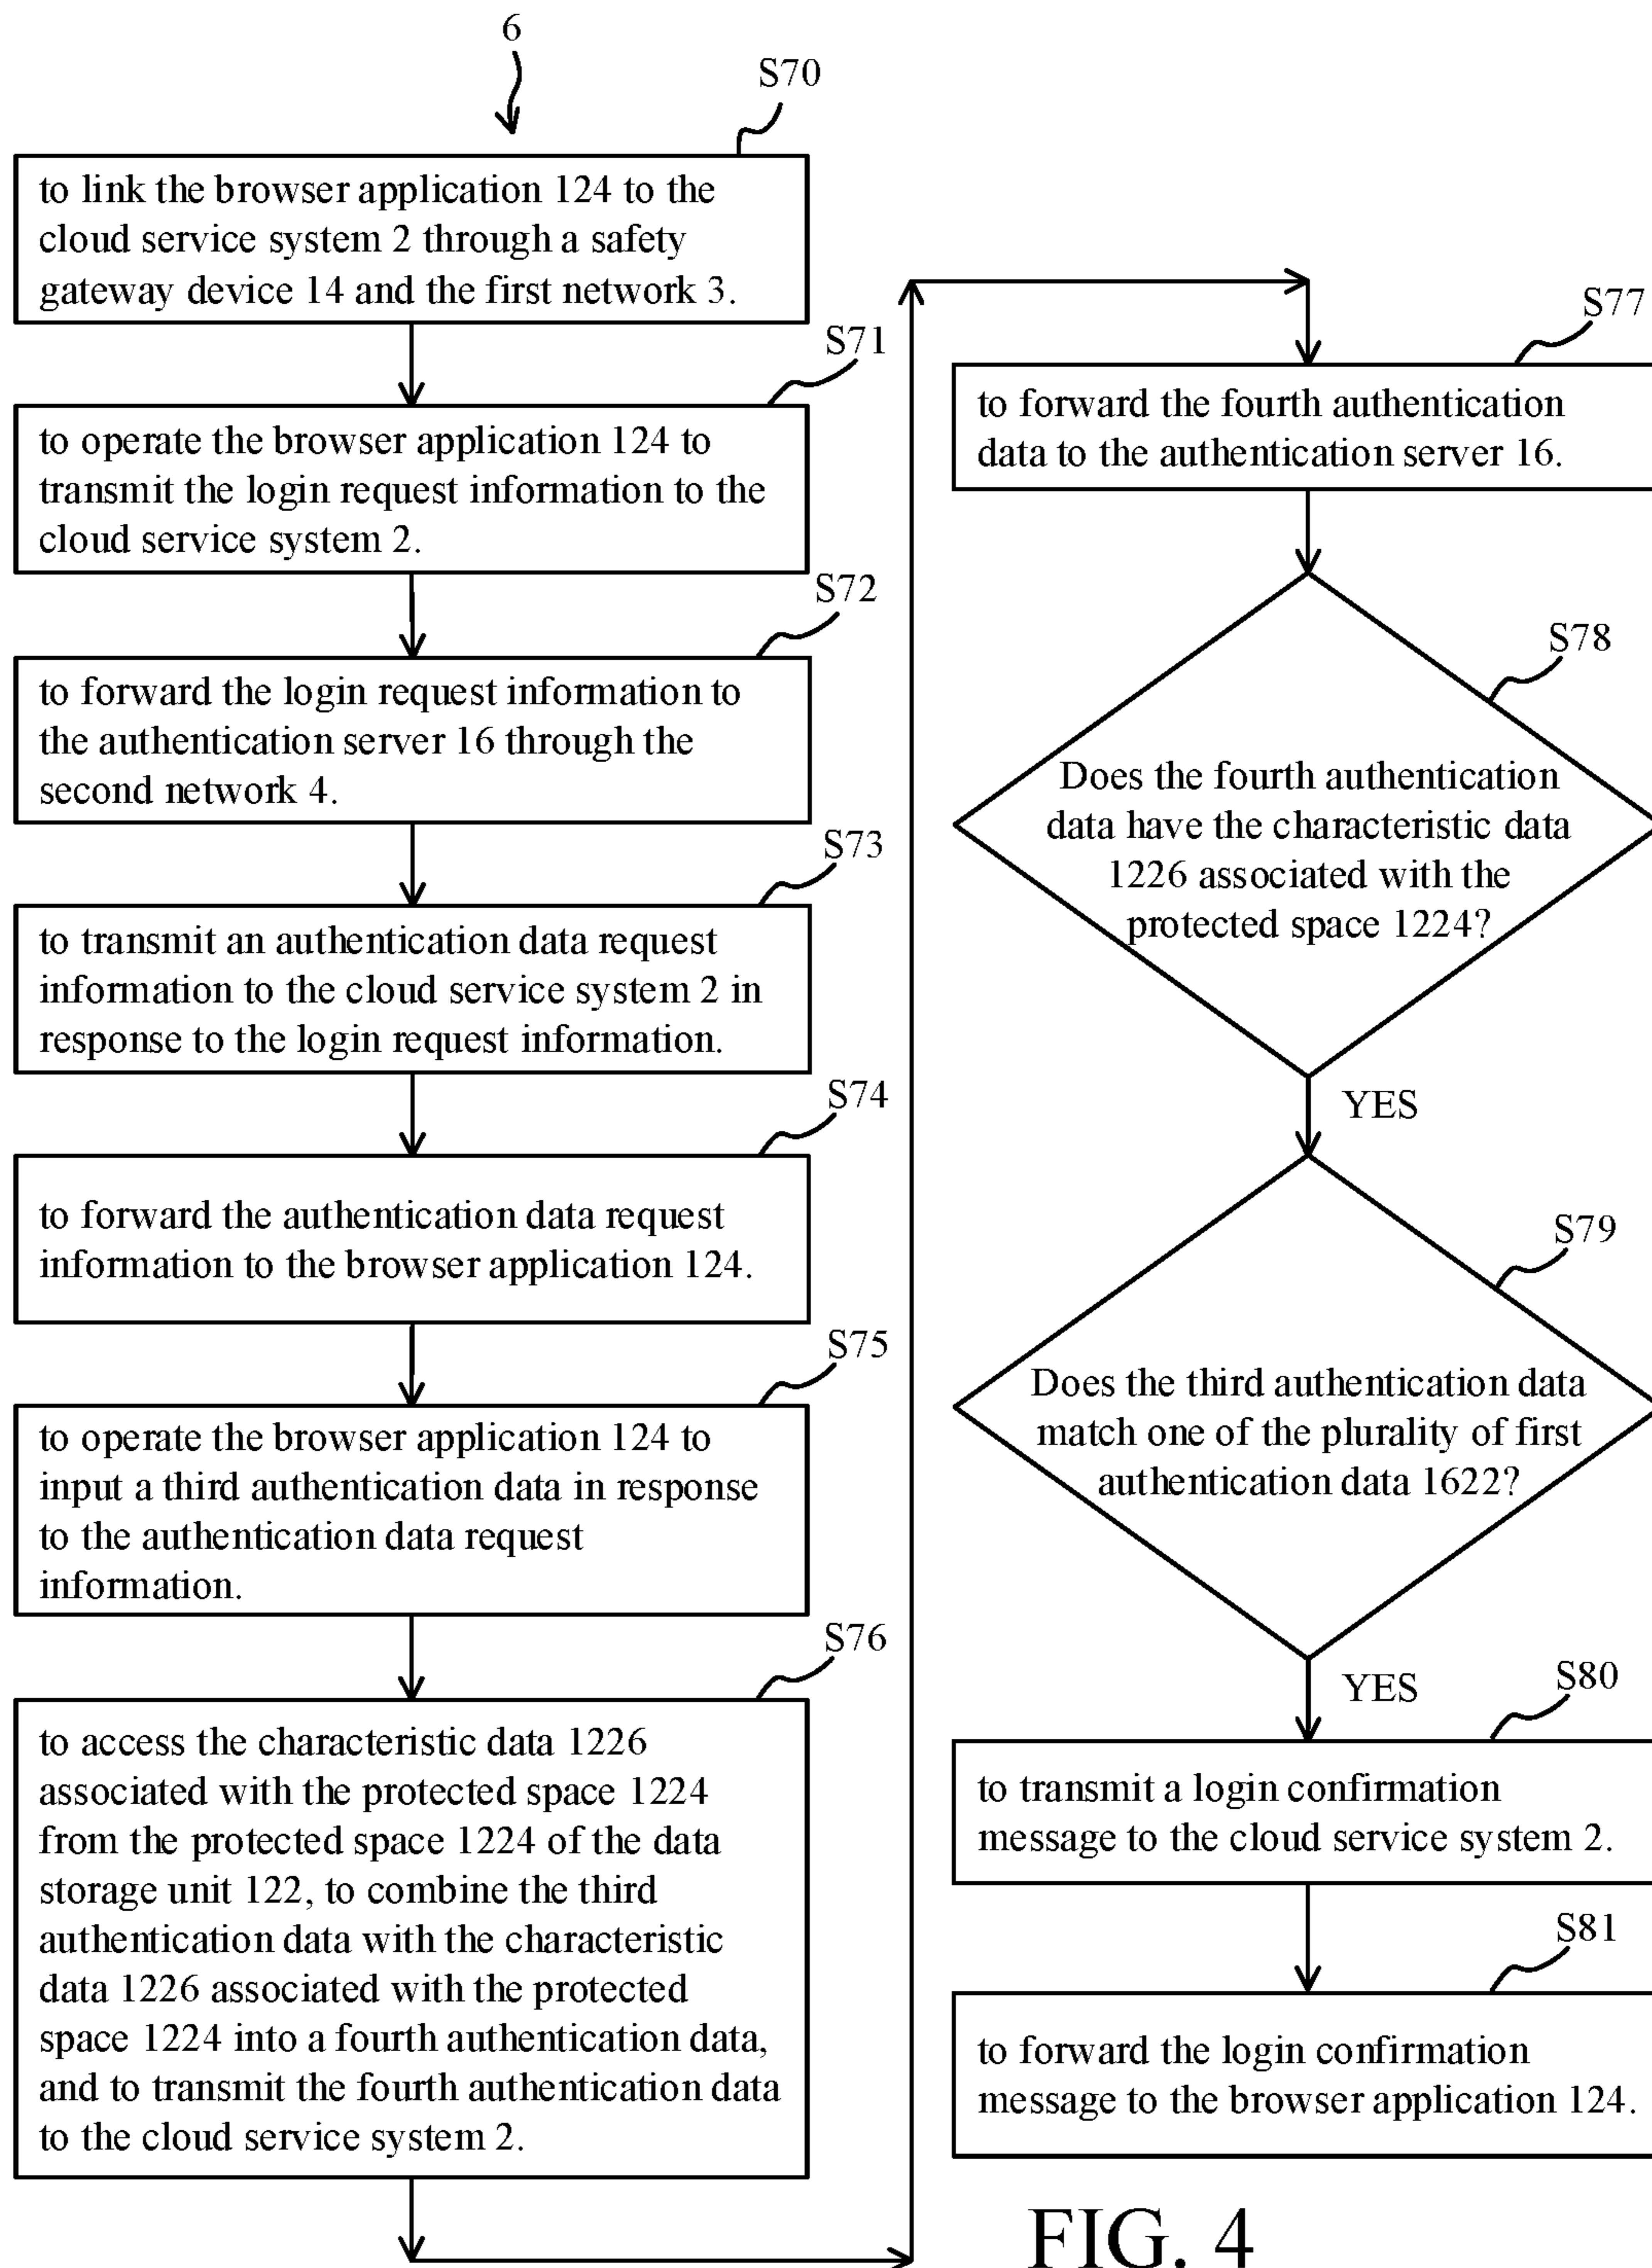 6
S70
to link the browser application 124 to the
cloud service system 2 through a safety
gateway device 14 and the first network 3.
S71
to operate the browser application 124 to
transmit the login request information to the
cloud service system 2.
S72
to forward the login request information to
the authentication server 16 through the
second network 4.
S73
to transmit an authentication data request
information to the cloud service system 2 in
response to the login request information.
S74
to forward the authentication data request
information to the browser application 124.
S75
to operate the browser application 124 to
input a third authentication data in response
to the authentication data request
information.
S76
to access the characteristic data 1226
associated with the protected space 1224
from the protected space 1224 of the data
storage unit 122, to combine the third
authentication data with the characteristic
data 1226 associated with the protected
space 1224 into a fourth authentication data,
and to transmit the fourth authentication data
to the cloud service system 2.
S77
to forward the fourth authentication
data to the authentication server 16.
S78
Does the fourth authentication
data have the characteristic data
1226 associated with the
protected space 1224?
YES
S79
Does the third authentication data
match one of the plurality of first
authentication data 1622?
YES
S80
to transmit a login confirmation
message to the cloud service system 2.
S81
to forward the login confirmation
message to the browser application 124.
FIG. 4